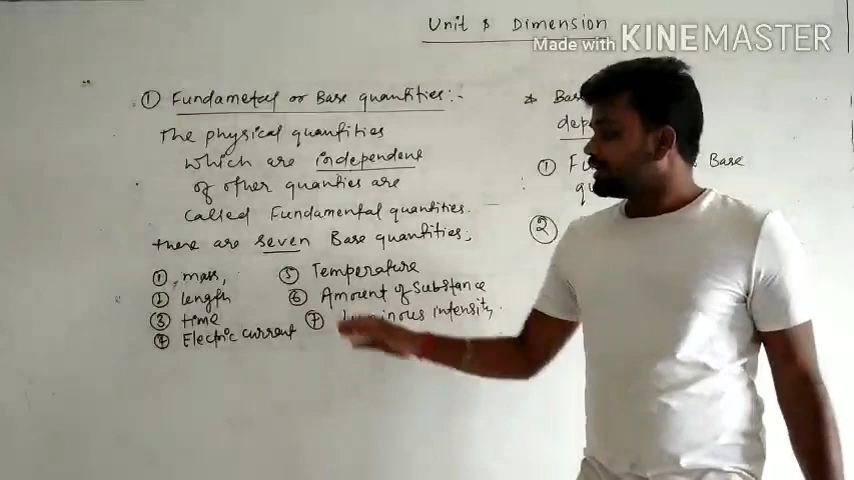 Unit & Dimension
Made with KINEMASTER
① Fundametal or Base quantities:-
The physical quantities
which are independent
of other quanties are
called Fundamental quantities.
there are seven Base quantities;
① mass,
② length
③ time
④ Electric current
⑤ Temperature
⑥ Amount of Substance
⑦ Luminous intensity
* Bas
dep
① Fu Base
qu
②